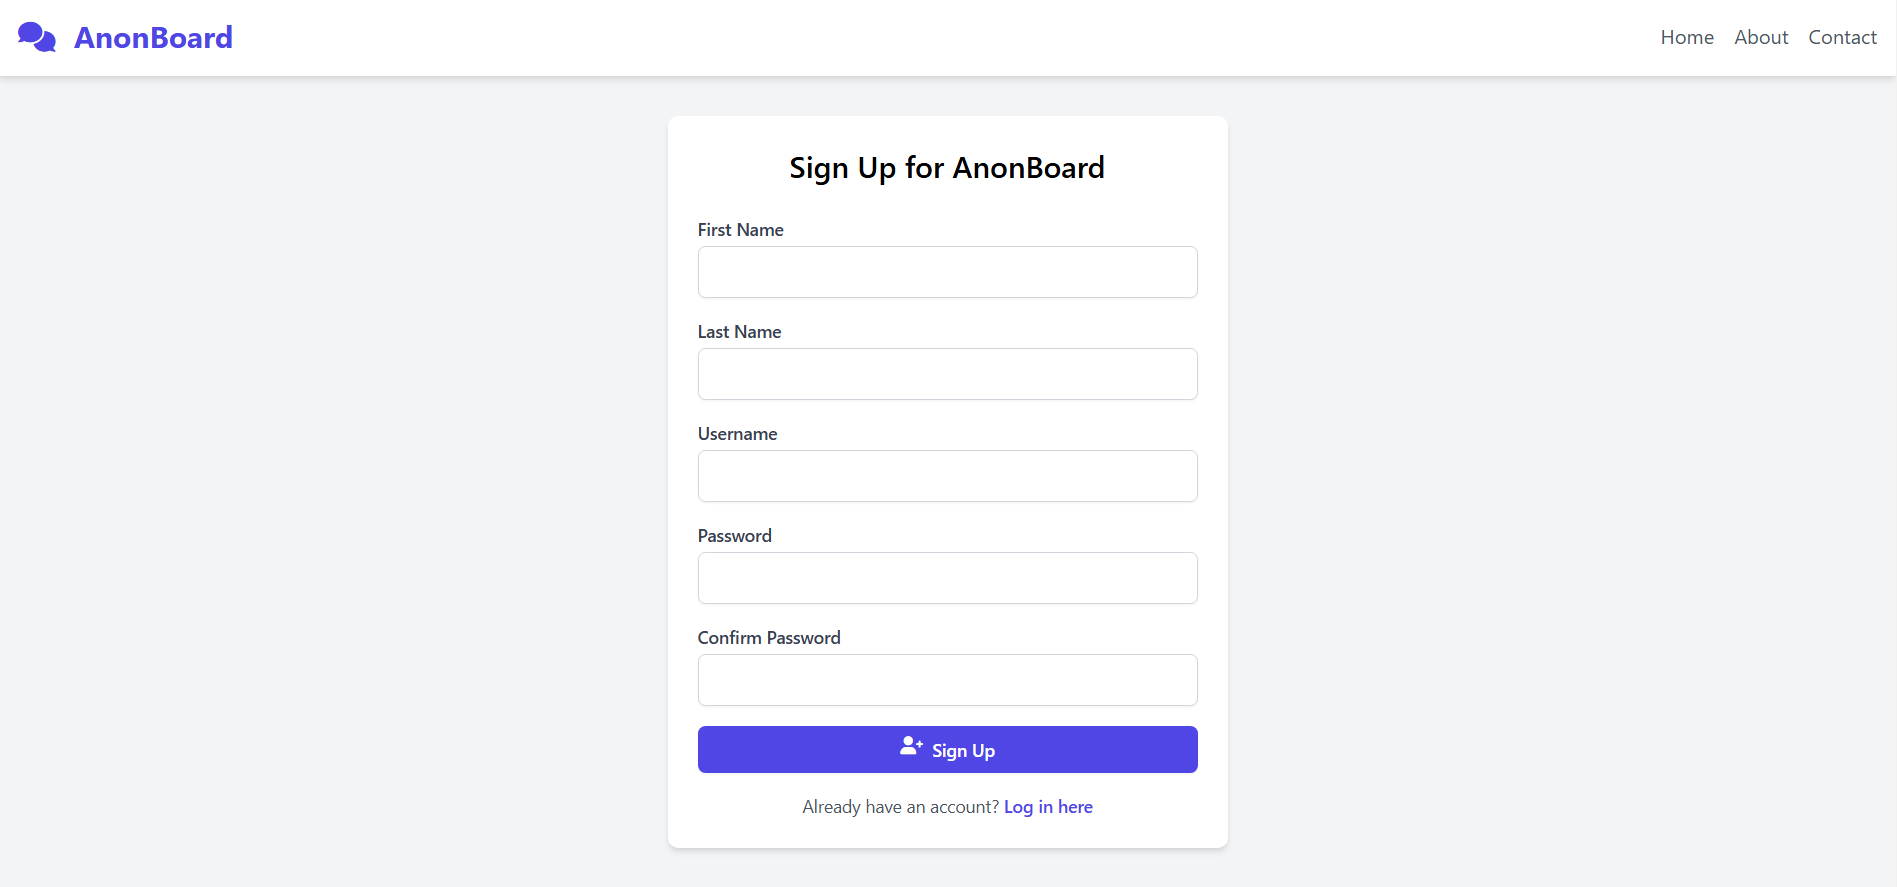 AnonBoard
Home About Contact
Sign Up for AnonBoard
First Name
Last Name
Username
Password
Confirm Password
Sign Up
Already have an account? Log in here